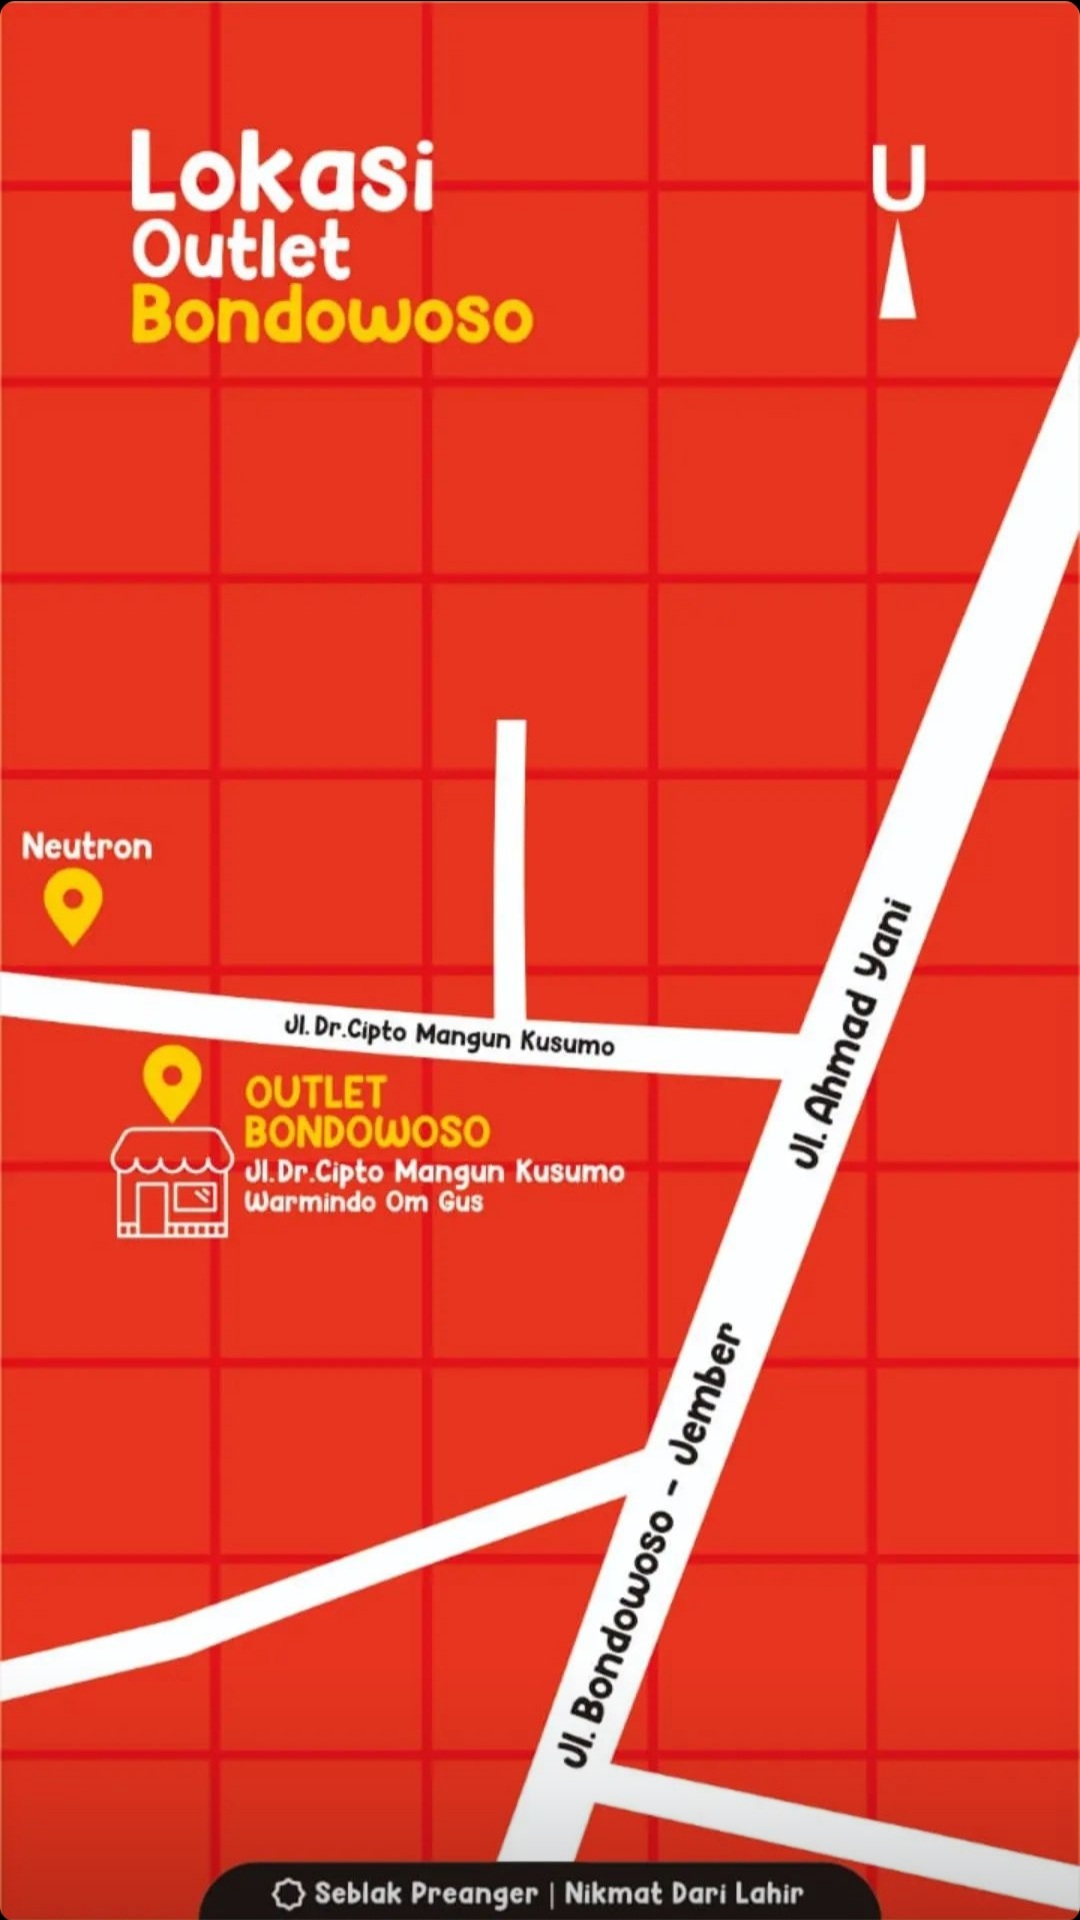 Lokasi
Outlet
Bondowoso
U
Neutron
Jl. Dr.Cipto Mangun Kusumo
Jl. Ahmad Yani
OUTLET
BONDOWOSO
Jl.Dr.Cipto Mangun Kusumo
Warmindo Om Gus
Jl. Bondowoso - Jember
Seblak Preanger | Nikmat Dari Lahir